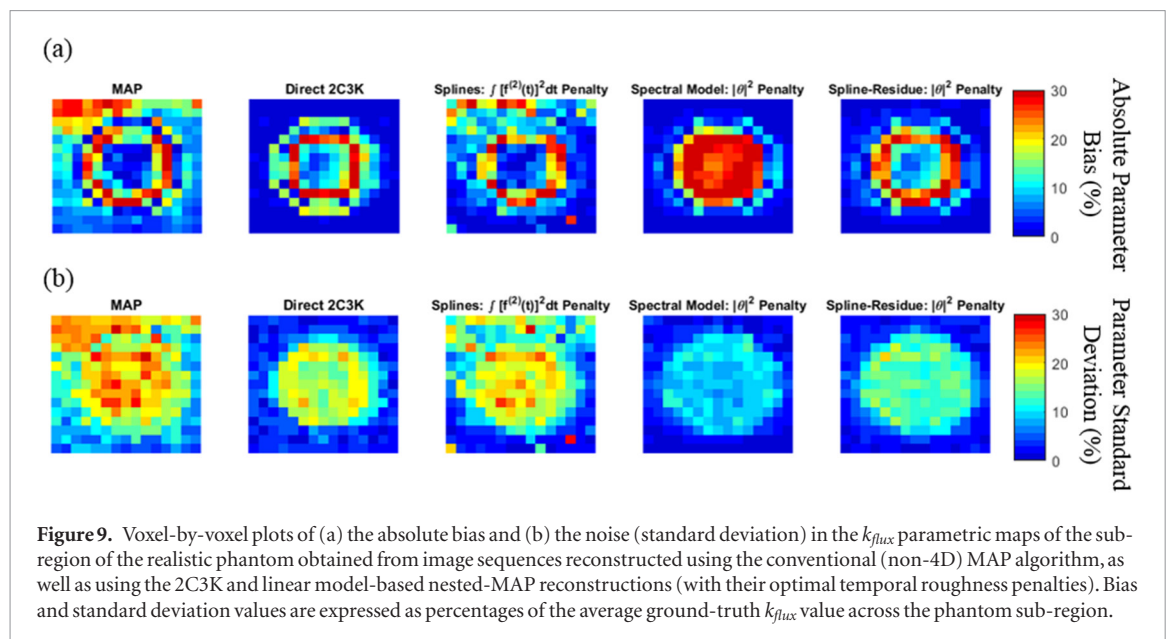 (a)
MAP
Direct 2C3K
Splines: ∫ [f⁽²⁾(t)]²dt Penalty
Spectral Model: |θ|² Penalty
Spline-Residue: |θ|² Penalty
30
20
10
0
Absolute Parameter
Bias (%)
(b)
MAP
Direct 2C3K
Splines: ∫ [f⁽²⁾(t)]²dt Penalty
Spectral Model: |θ|² Penalty
Spline-Residue: |θ|² Penalty
30
20
10
0
Parameter Standard
Deviation (%)
Figure 9. Voxel-by-voxel plots of (a) the absolute bias and (b) the noise (standard deviation) in the k_flux parametric maps of the sub-
region of the realistic phantom obtained from image sequences reconstructed using the conventional (non-4D) MAP algorithm, as
well as using the 2C3K and linear model-based nested-MAP reconstructions (with their optimal temporal roughness penalties). Bias
and standard deviation values are expressed as percentages of the average ground-truth k_flux value across the phantom sub-region.